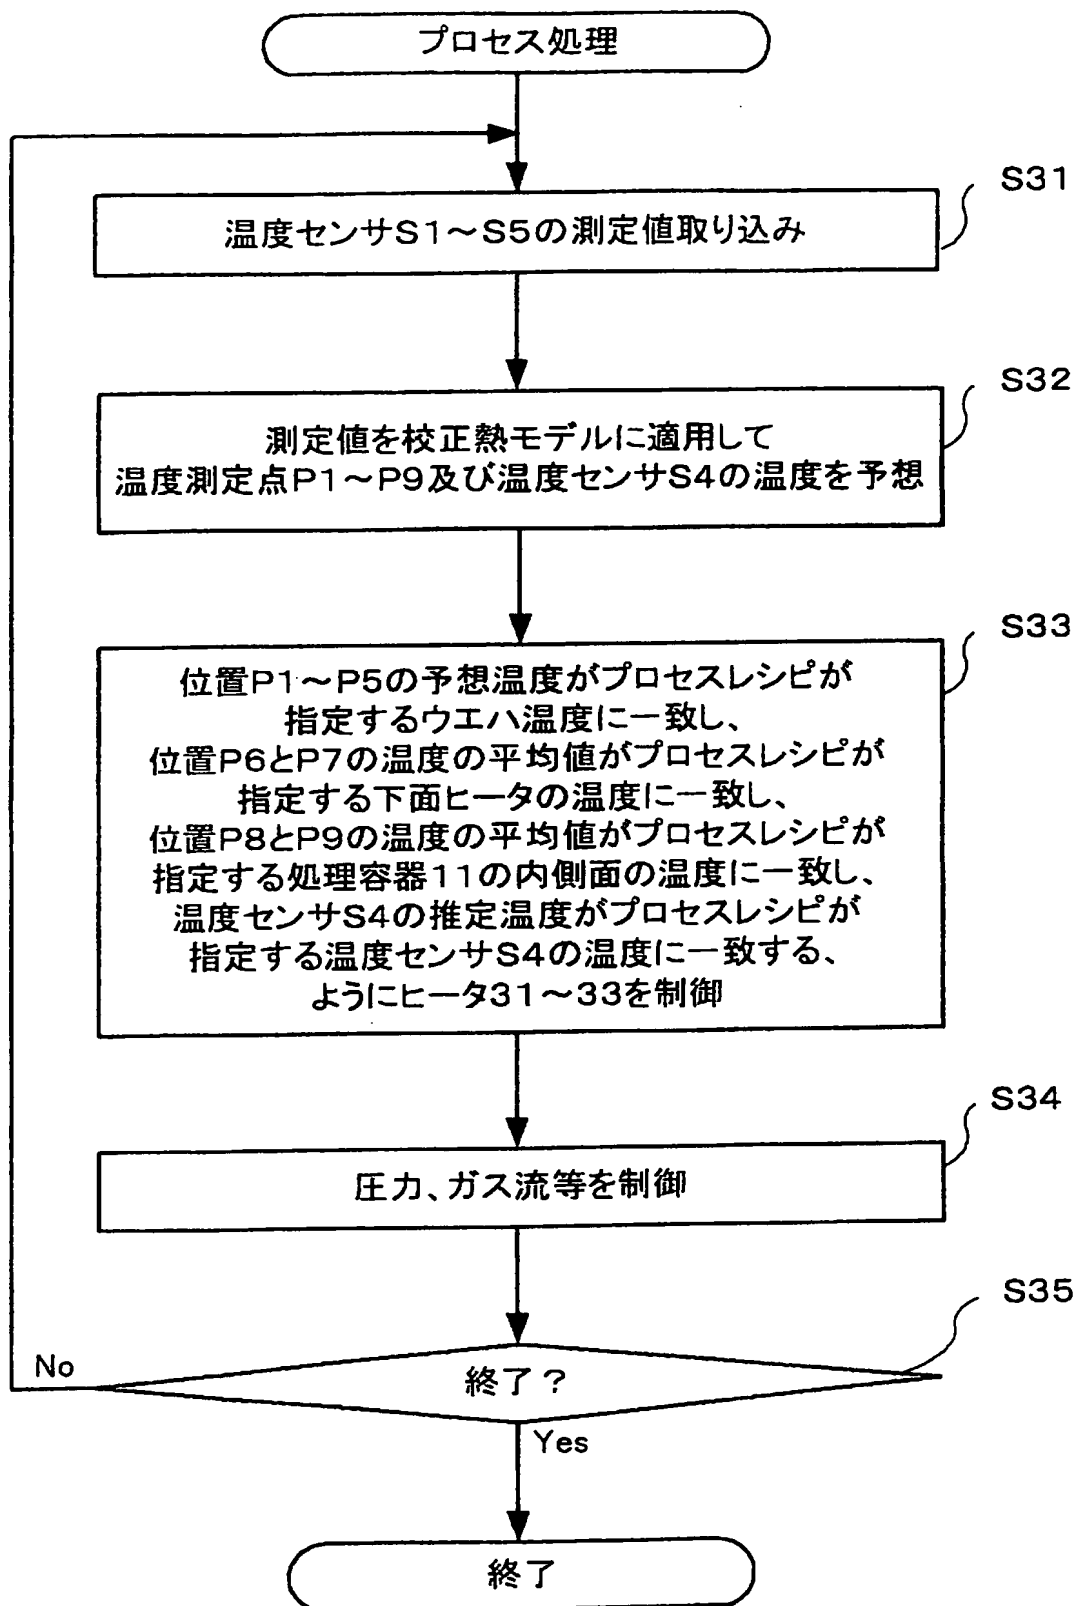 プロセス処理
S31
温度センサS1～S5の測定値取り込み
S32
測定値を校正熱モデルに適用して
温度測定点P1～P9及び温度センサS4の温度を予想
S33
位置P1～P5の予想温度がプロセスレシピが
指定するウエハ温度に一致し、
位置P6とP7の温度の平均値がプロセスレシピが
指定する下面ヒータの温度に一致し、
位置P8とP9の温度の平均値がプロセスレシピが
指定する処理容器11の内側面の温度に一致し、
温度センサS4の推定温度がプロセスレシピが
指定する温度センサS4の温度に一致する、
ようにヒータ31～33を制御
S34
圧力、ガス流等を制御
S35
No
終了？
Yes
終了